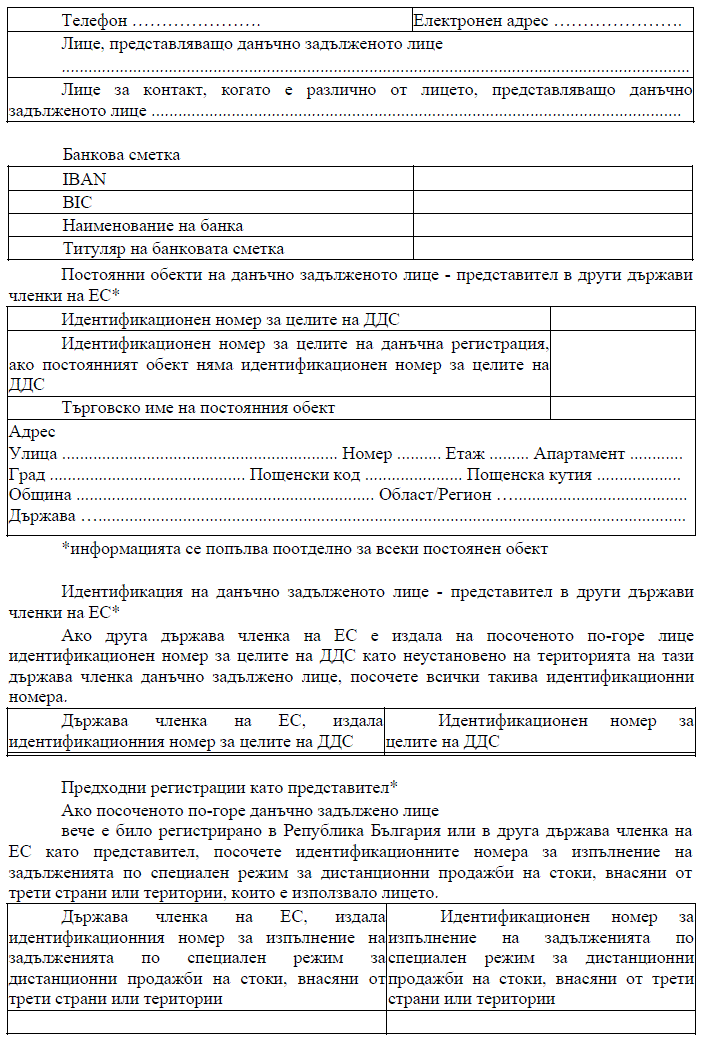 Телефон …………………. Електронен адрес ………………….
Лице, представляващо данъчно задълженото лице
..............................................................................................................................................
Лице за контакт, когато е различно от лицето, представляващо данъчно
задълженото лице ........................................................................................................................
Банкова сметка
IBAN
BIC
Наименование на банка
Титуляр на банковата сметка
Постоянни обекти на данъчно задълженото лице - представител в други държави
членки на ЕС*
Идентификационен номер за целите на ДДС
Идентификационен номер за целите на данъчна регистрация,
ако постоянният обект няма идентификационен номер за целите на
ДДС
Търговско име на постоянния обект
Адрес
Улица .............................................................. Номер .......... Етаж ......... Апартамент ............
Град ............................................ Пощенски код ...................... Пощенска кутия ...................
Община ................................................................... Област/Регион …......................................
Държава ….....................................................................................................................................
*информацията се попълва поотделно за всеки постоянен обект
Идентификация на данъчно задълженото лице - представител в други държави
членки на ЕС*
Ако друга държава членка на ЕС е издала на посоченото по-горе лице
идентификационен номер за целите на ДДС като неустановено на територията на тази
държава членка данъчно задължено лице, посочете всички такива идентификационни
номера.
Държава членка на ЕС, издала Идентификационен номер за
идентификационния номер за целите на ДДС целите на ДДС
Предходни регистрации като представител*
Ако посоченото по-горе данъчно задължено лице
вече е било регистрирано в Република България или в друга държава членка на
ЕС като представител, посочете идентификационните номера за изпълнение на
задълженията по специален режим за дистанционни продажби на стоки, внасяни от
трети страни или територии, които е използвало лицето.
Държава членка на ЕС, издала Идентификационен номер за
идентификационния номер за изпълнение на изпълнение на задълженията по
задълженията по специален режим за специален режим за дистанционни
дистанционни продажби на стоки, внасяни от продажби на стоки, внасяни от трети
трети страни или територии страни или територии